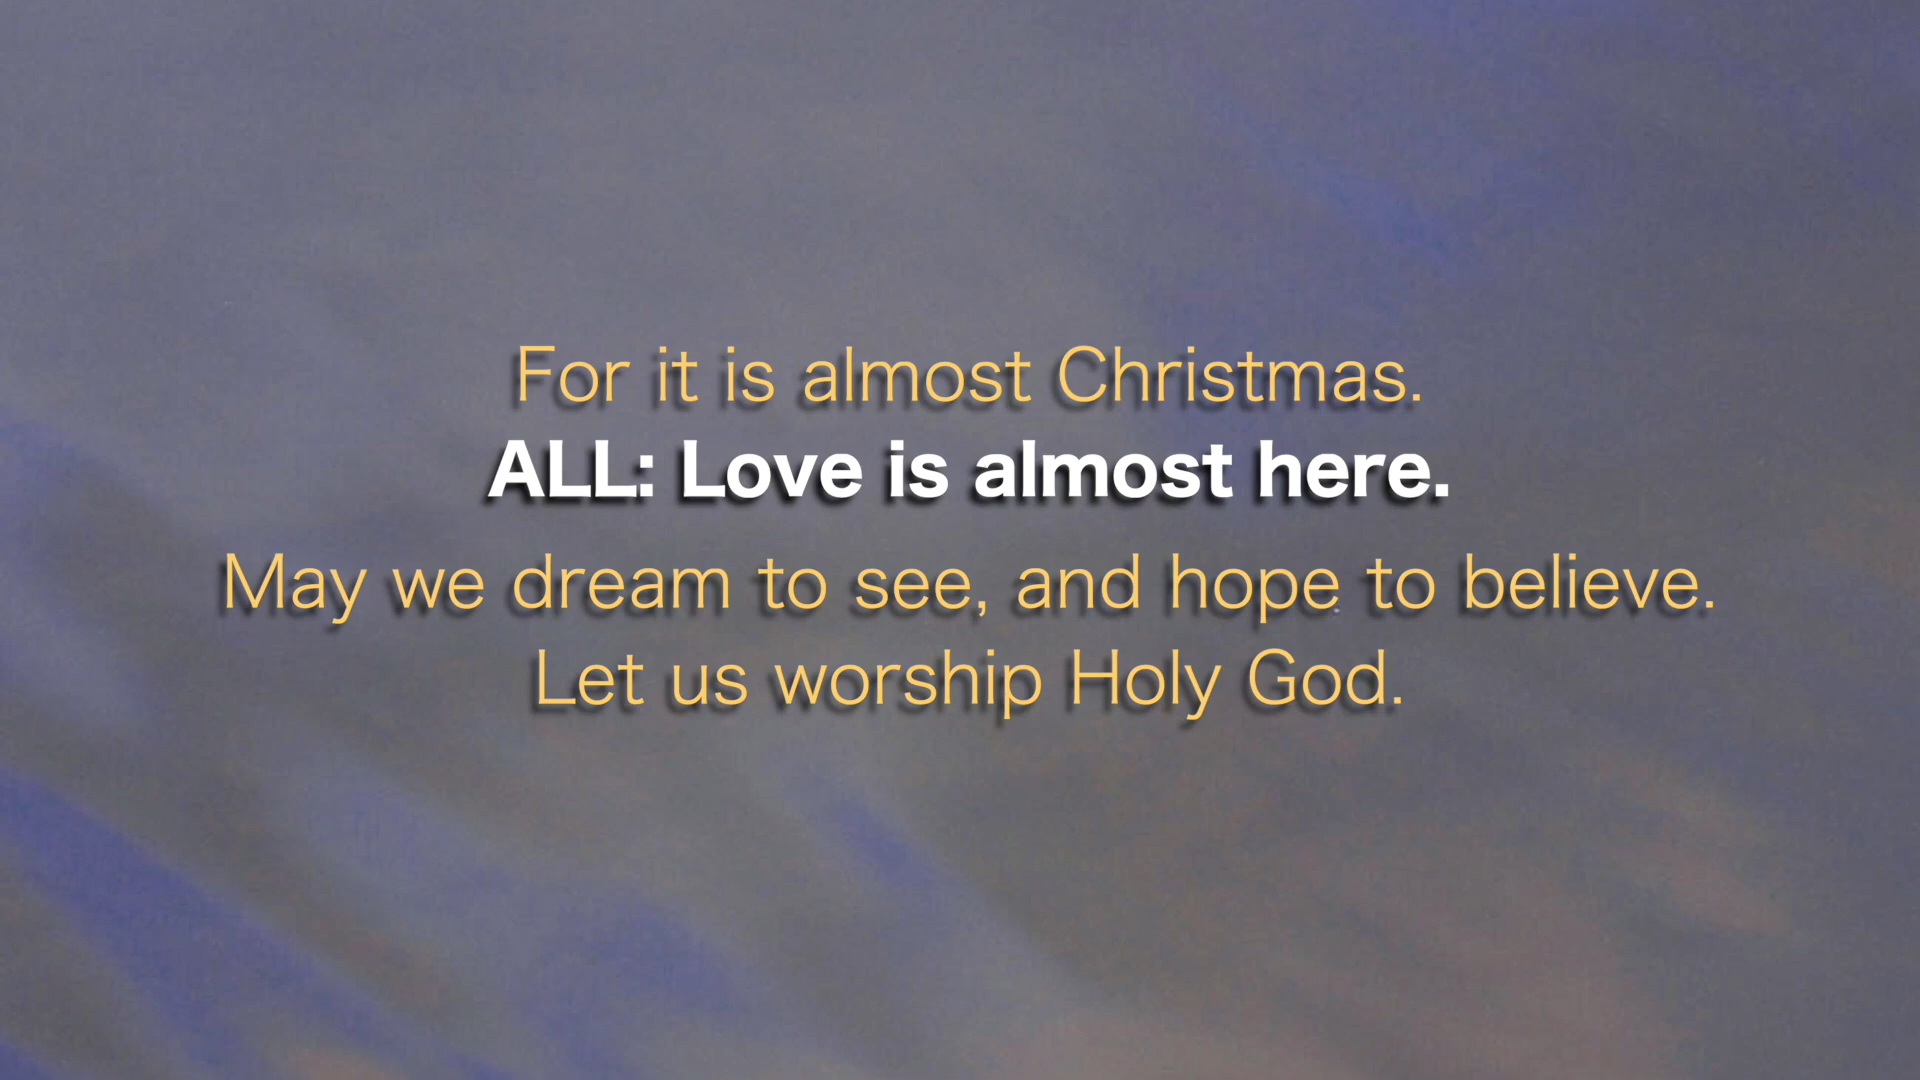 For it is almost Christmas.
ALL: Love is almost here.
May we dream to see, and hope to believe.
Let us worship Holy God.